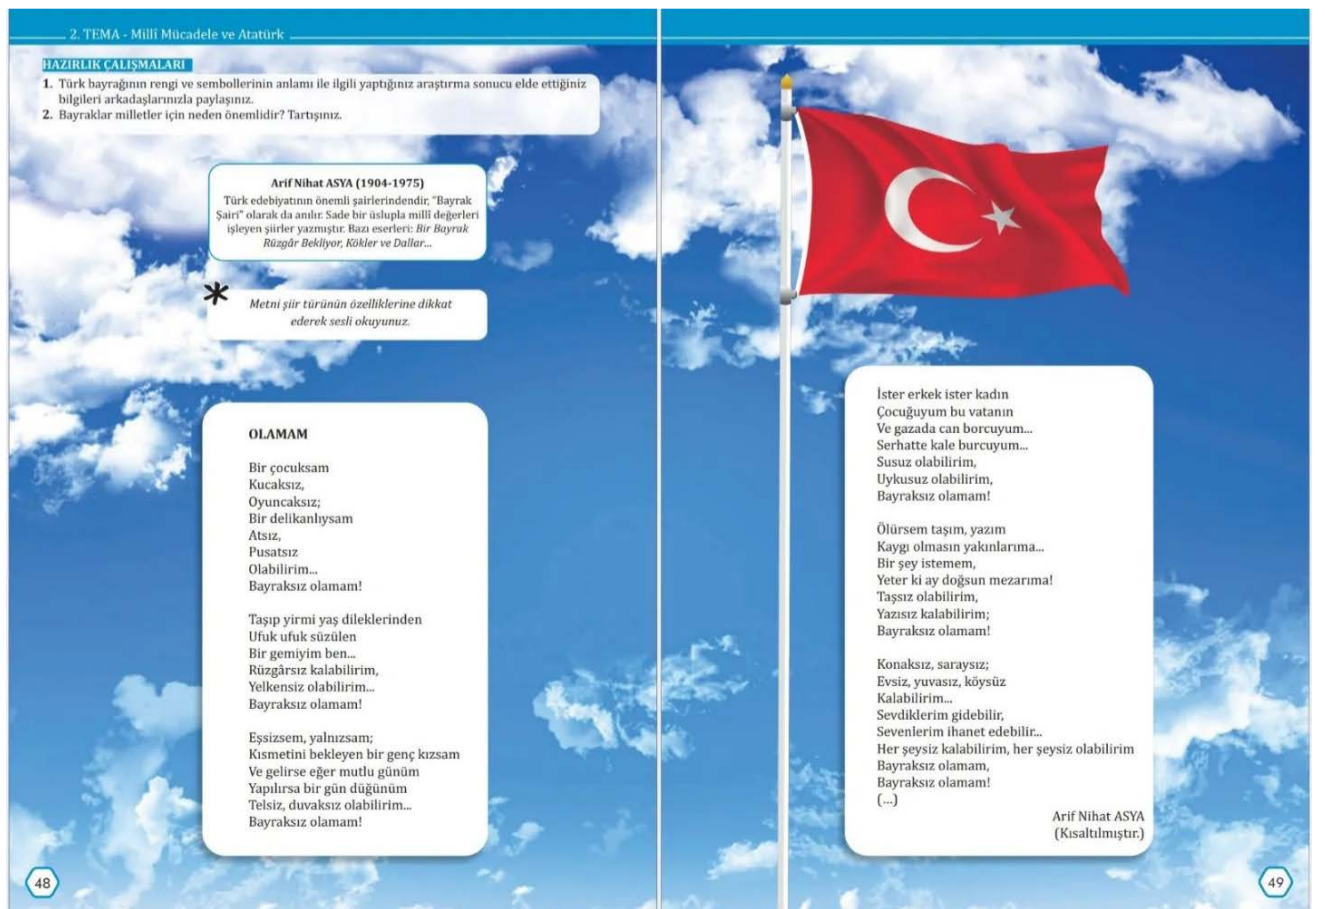 2. TEMA - Millî Mücadele ve Atatürk
HAZIRLIK ÇALIŞMALARI
1. Türk bayrağının rengi ve sembollerinin anlamı ile ilgili yaptığınız araştırma sonucu elde ettiğiniz
bilgileri arkadaşlarınızla paylaşınız.
2. Bayraklar milletler için neden önemlidir? Tartışınız.
Arif Nihat ASYA (1904-1975)
Türk edebiyatının önemli şairlerindendir, "Bayrak
Şairi" olarak da anılır. Sade bir üslupla millî değerleri
işleyen şiirler yazmıştır. Bazı eserleri: Bir Bayrak
Rüzgâr Bekliyor, Kökler ve Dallar...
* Metni şiir türünün özelliklerine dikkat
ederek sesli okuyunuz.
OLAMAM
Bir çocuksam
Kucaksız,
Oyuncaksız;
Bir delikanlıysam
Atsız,
Pusatsız
Olabilirim...
Bayraksız olamam!
Taşıp yirmi yaş dileklerinden
Ufuk ufuk süzülen
Bir gemiyim ben...
Rüzgârsız kalabilirim,
Yelkensiz olabilirim...
Bayraksız olamam!
Eşsizsem, yalnızsam;
Kısmetini bekleyen bir genç kızsam
Ve gelirse eğer mutlu günüm
Yapılırsa bir gün düğünüm
Telsiz, duvaksız olabilirim...
Bayraksız olamam!
48
İster erkek ister kadın
Çocuğuyum bu vatanın
Ve gazada can borcuyum...
Serhatte kale burcuyum...
Susuz olabilirim,
Uykusuz olabilirim,
Bayraksız olamam!
Ölürsem taşım, yazım
Kaygı olmasın yakınlarıma...
Bir şey istemem,
Yeter ki ay doğsun mezarıma!
Taşsız olabilirim,
Yazısız kalabilirim;
Bayraksız olamam!
Konaksız, saraysız;
Evsiz, yuvasız, köysüz
Kalabilirim...
Sevdiklerim gidebilir,
Sevenlerim ihanet edebilir...
Her şeysiz kalabilirim, her şeysiz olabilirim
Bayraksız olamam,
Bayraksız olamam!
(...)
Arif Nihat ASYA
(Kısaltılmıştır.)
49